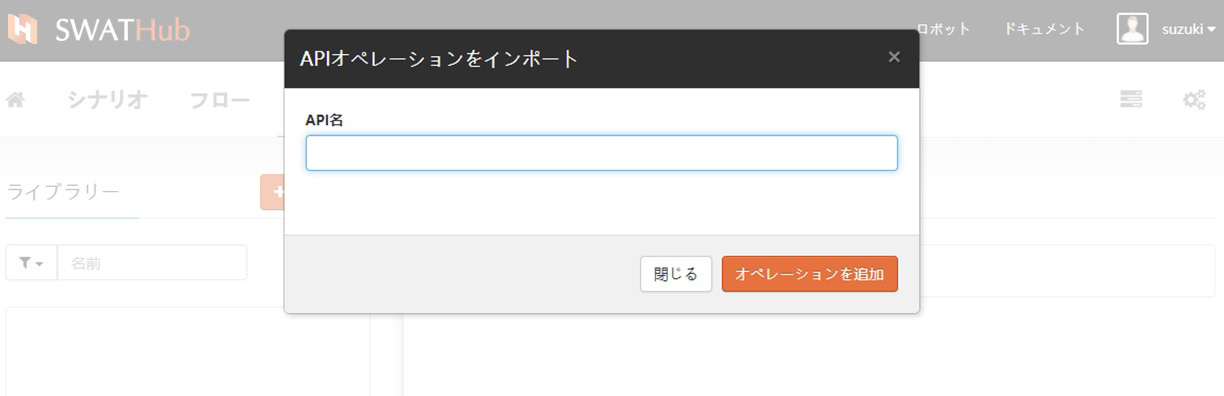 SWATHub
ロボット
ドキュメント
suzuki
APIオペレーションをインポート
×
シナリオ
フロー
API名
ライブラリー
名前
閉じる
オペレーションを追加